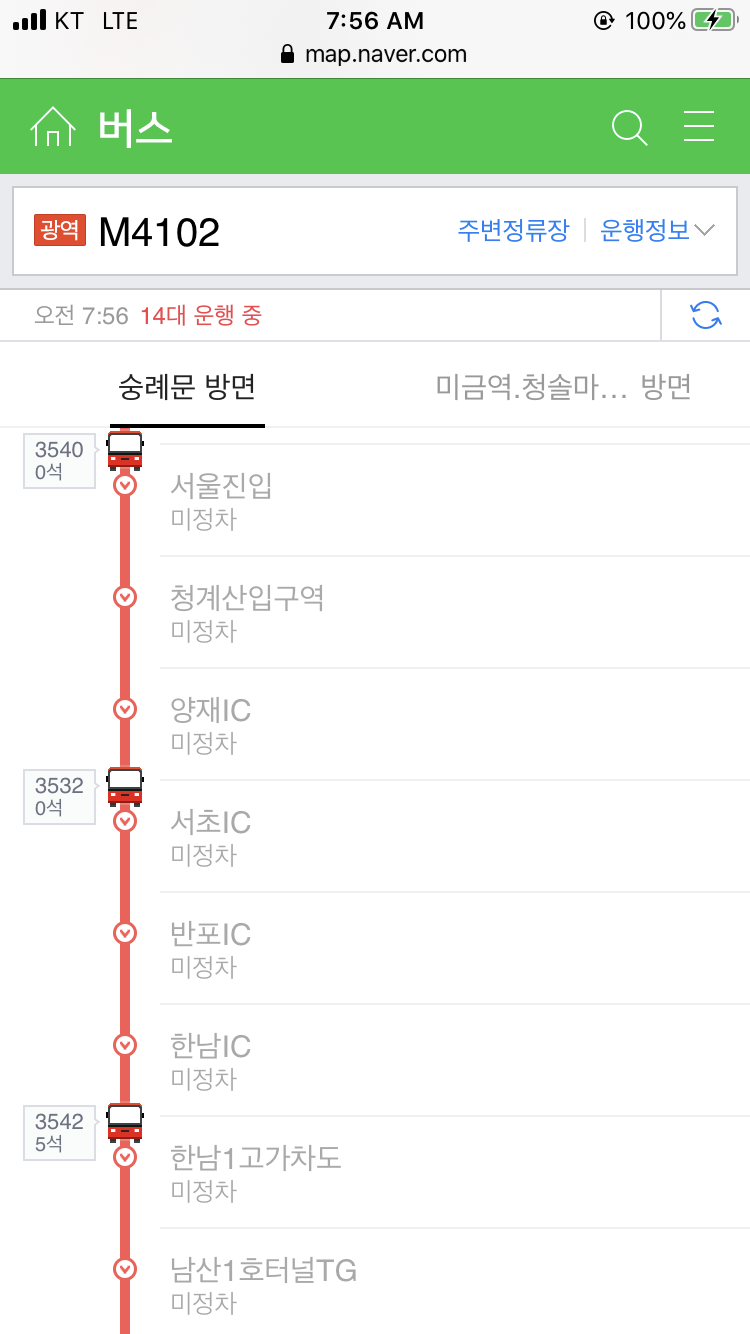 KT LTE 7:56 AM 100%
map.naver.com
버스
광역 M4102 주변정류장 운행정보
오전 7:56 14대 운행 중
숭례문 방면 미금역.청솔마... 방면
3540
0석
서울진입
미정차
청계산입구역
미정차
양재IC
미정차
3532
0석
서초IC
미정차
반포IC
미정차
한남IC
미정차
3542
5석
한남1고가차도
미정차
남산1호터널TG
미정차